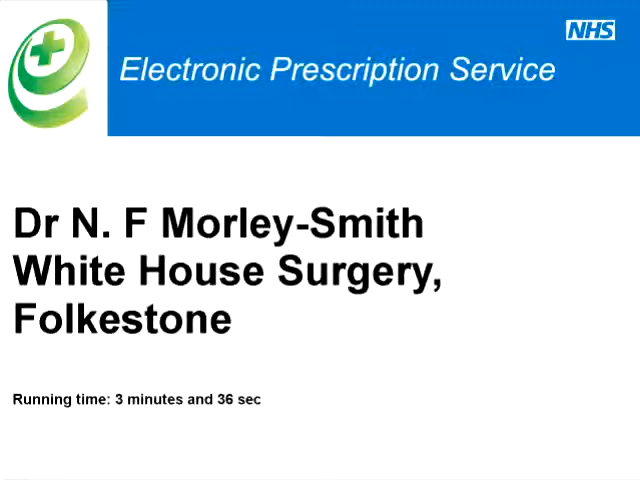 NHS
Electronic Prescription Service
Dr N. F Morley-Smith
White House Surgery,
Folkestone
Running time: 3 minutes and 36 sec